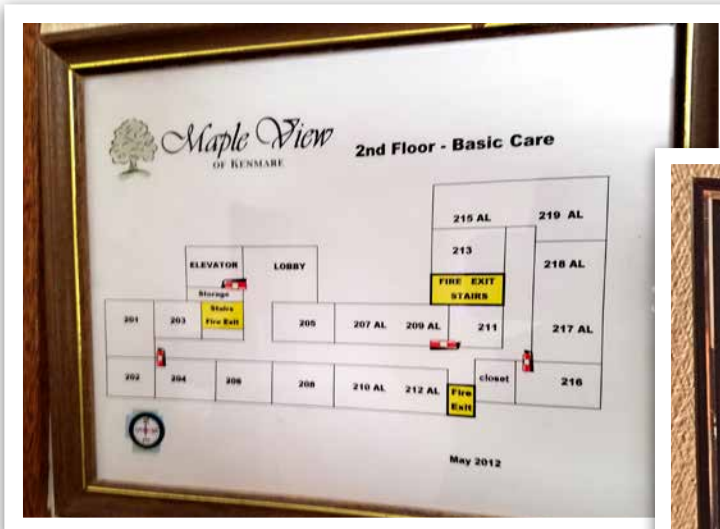 Maple View
OF KENMARE
2nd Floor - Basic Care
215 AL 219 AL
213
218 AL
ELEVATOR LOBBY
FIRE EXIT
STAIRS
Storage
Stairs
Fire Exit
201 203 205 207 AL 209 AL 211 217 AL
202 204 206 208 210 AL 212 AL Fire
Exit
closet 216
May 2012